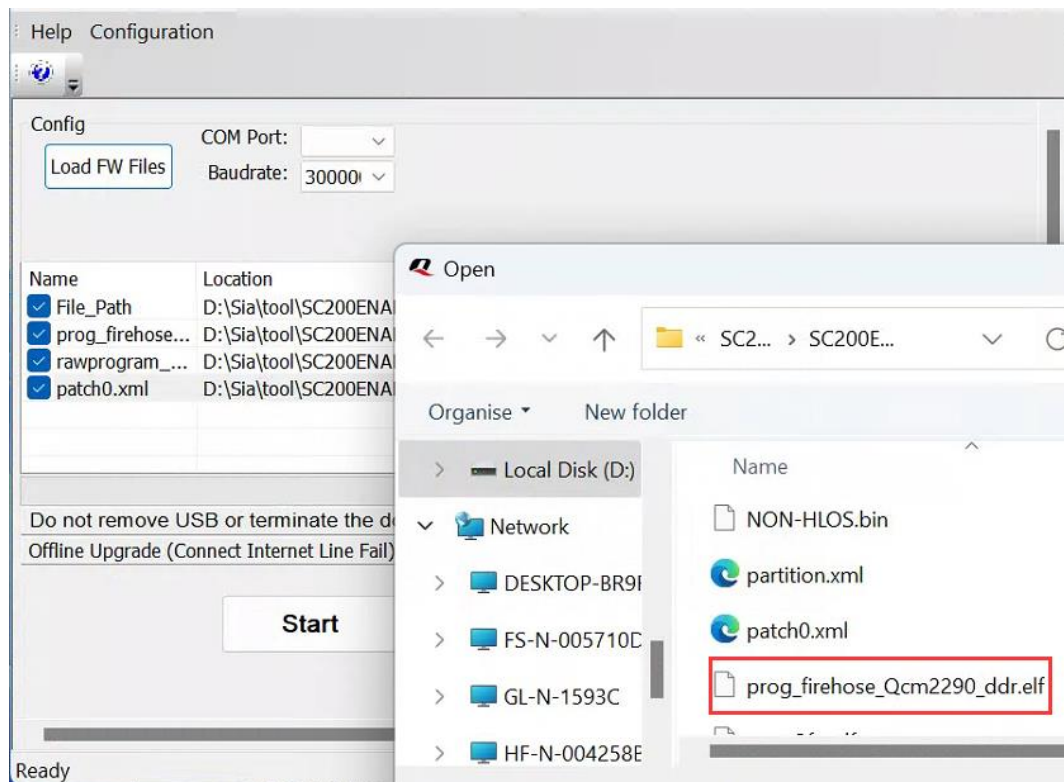 Help Configuration
Config
COM Port:
Load FW Files
Baudrate: 30000
Name Location
File_Path D:\Sia\tool\SC200ENA
prog_firehose... D:\Sia\tool\SC200ENA
rawprogram_... D:\Sia\tool\SC200ENA
patch0.xml D:\Sia\tool\SC200ENA
Do not remove USB or terminate the
Offline Upgrade (Connect Internet Line Fail)
Start
Ready
Open
« SC2... > SC200E...
Organise New folder
Local Disk (D:)
Network
DESKTOP-BR9
FS-N-005710D
GL-N-1593C
HF-N-004258
Name
NON-HLOS.bin
partition.xml
patch0.xml
prog_firehose_Qcm2290_ddr.elf